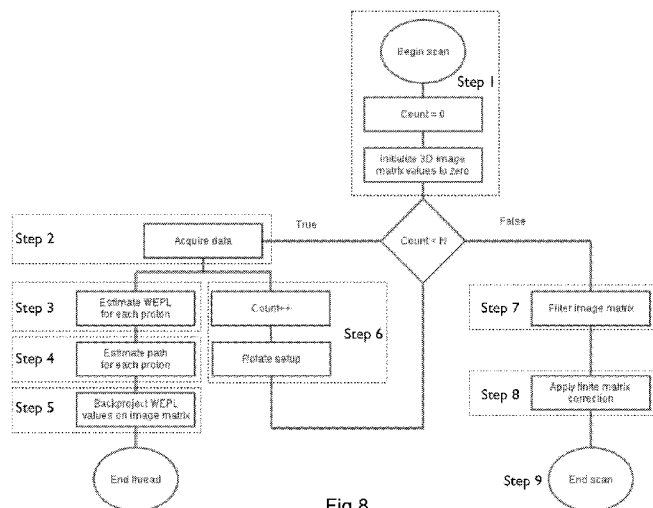 Begin scan
Step 1
Count = 0
Initialize 3D image
matrix values to zero
Count < N
True
False
Step 2
Acquire data
Step 3
Estimate WEPL
for each proton
Count++
Step 6
Step 7
Filter image matrix
Step 4
Estimate path
for each proton
Rotate setup
Step 5
Backproject WEPL
values on image matrix
Step 8
Apply finite matrix
correction
End thread
Step 9
End scan
Fig 8